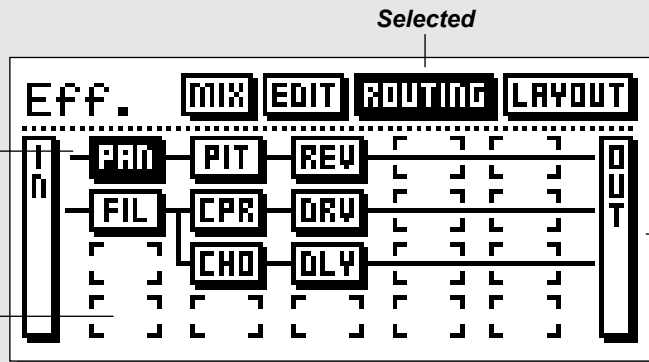 Selected
Eff. MIX EDIT ROUTING LAYOUT
In PAN PIT REV OUT
FIL CPR DRV
CHO DLY